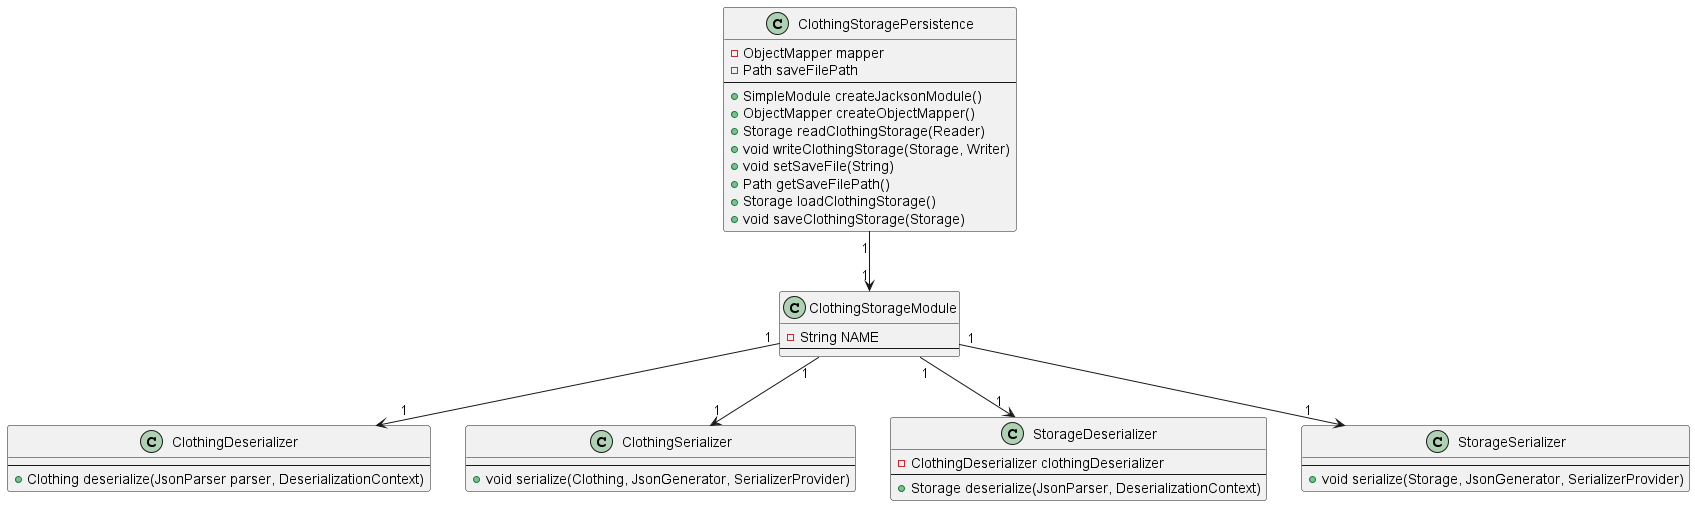 C ClothingStoragePersistence
ObjectMapper mapper
Path saveFilePath
SimpleModule createJacksonModule()
ObjectMapper createObjectMapper()
Storage readClothingStorage(Reader)
void writeClothingStorage(Storage, Writer)
void setSaveFile(String)
Path getSaveFilePath()
Storage loadClothingStorage()
void saveClothingStorage(Storage)
1
1
C ClothingStorageModule
String NAME
1
1
1
1
1
1
1
1
C ClothingDeserializer
Clothing deserialize(JsonParser parser, DeserializationContext)
C ClothingSerializer
void serialize(Clothing, JsonGenerator, SerializerProvider)
C StorageDeserializer
ClothingDeserializer clothingDeserializer
Storage deserialize(JsonParser, DeserializationContext)
C StorageSerializer
void serialize(Storage, JsonGenerator, SerializerProvider)